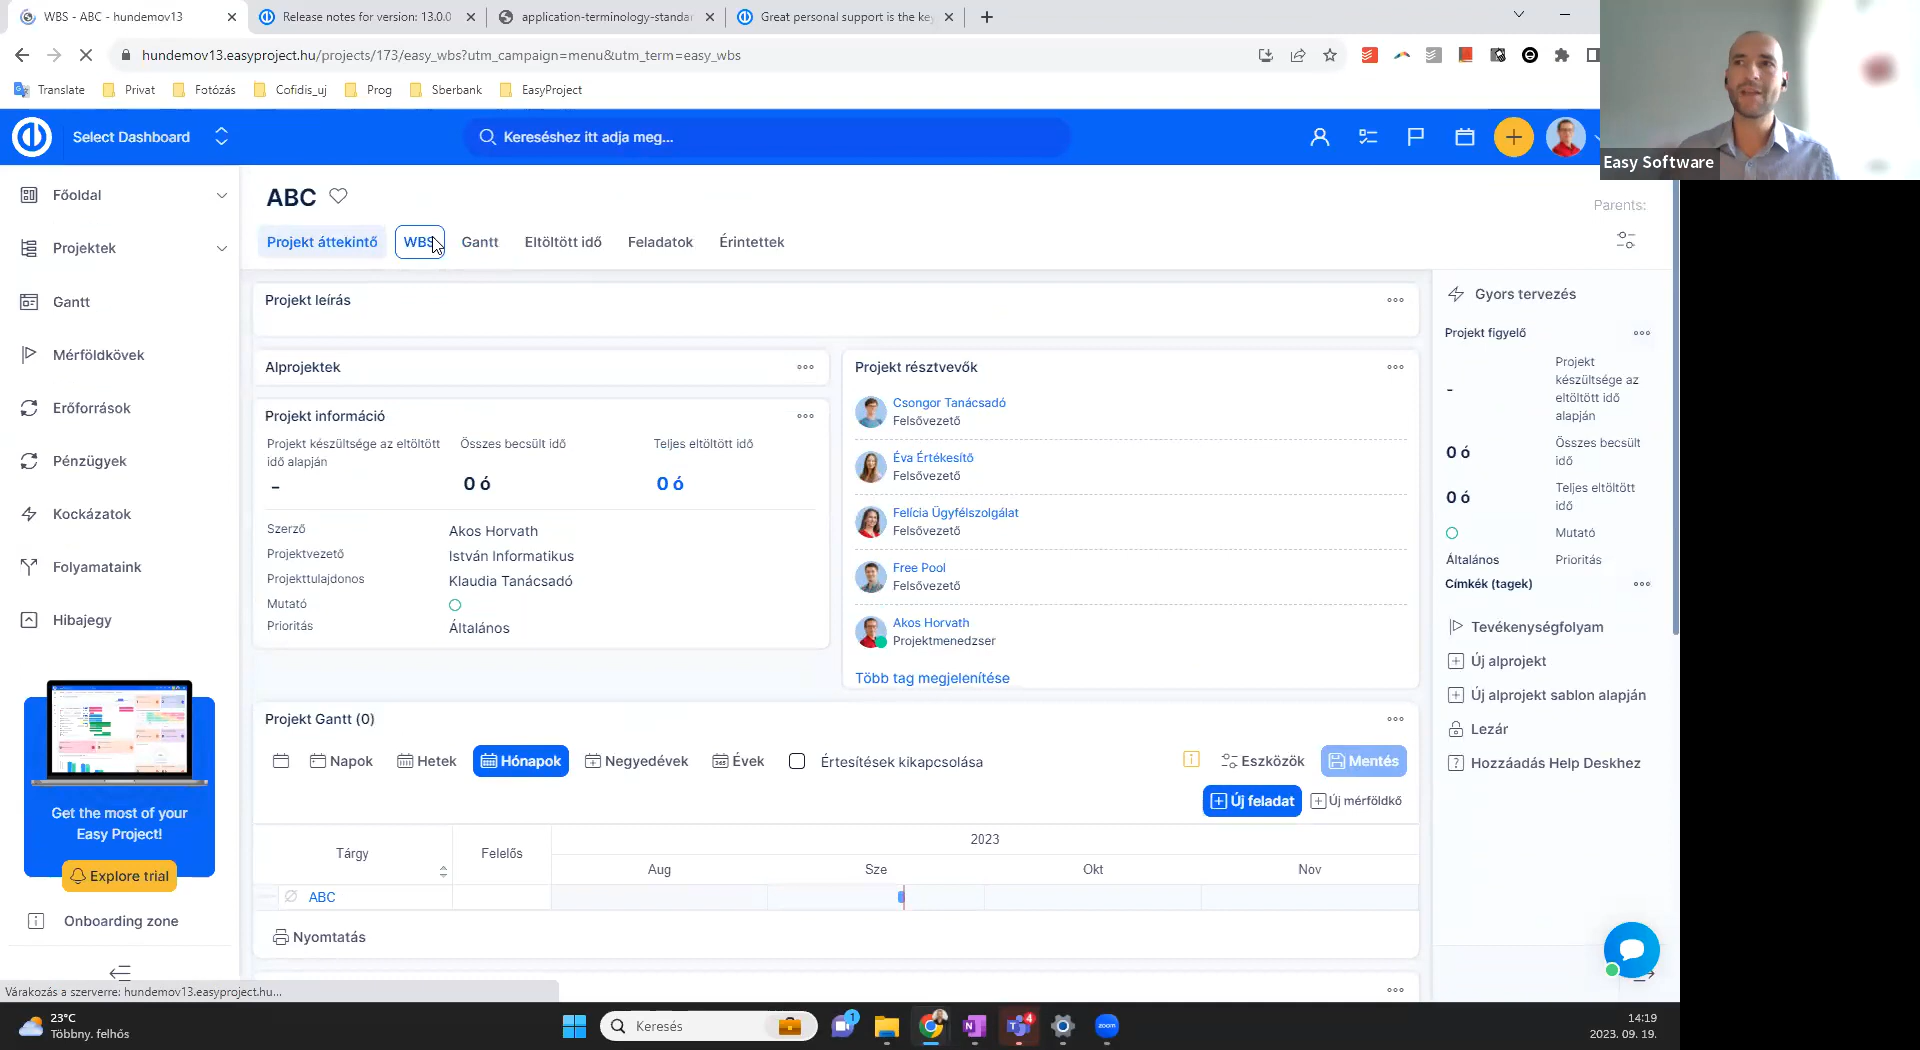 WBS - ABC - hundemov13
Release notes for version: 13.0.0
application-terminology-standar
Great personal support is the key
hundemov13.easyproject.hu/projects/173/easy_wbs?utm_campaign=menu&utm_term=easy_wbs
Translate
Privat
Fotózás
Cofidis_uj
Prog
Sberbank
EasyProject
Select Dashboard
Kereséshez itt adja meg...
Easy Software
Főoldal
Projektek
Gantt
Mérföldkövek
Erőforrások
Pénzügyek
Kockázatok
Folyamataink
Hibajegy
Get the most of your
Easy Project!
Explore trial
Onboarding zone
ABC
Parents:
Projekt áttekintő
WBS
Gantt
Eltöltött idő
Feladatok
Érintettek
Projekt leírás
Alprojektek
Projekt információ
Projekt készültsége az eltöltött
idő alapján
-
Összes becsült idő
0 ó
Teljes eltöltött idő
0 ó
Szerző
Akos Horvath
Projektvezető
István Informatikus
Projekttulajdonos
Klaudia Tanácsadó
Mutató
Prioritás
Általános
Projekt résztvevők
Csongor Tanácsadó
Felsővezető
Éva Értékesítő
Felsővezető
Felícia Ügyfélszolgálat
Felsővezető
Free Pool
Felsővezető
Akos Horvath
Projektmenedzser
Több tag megjelenítése
Projekt Gantt (0)
Napok
Hetek
Hónapok
Negyedévek
Évek
Értesítések kikapcsolása
Eszközök
Mentés
Új feladat
Új mérföldkő
Tárgy
Felelős
2023
Aug
Sze
Okt
Nov
ABC
Nyomtatás
Gyors tervezés
Projekt figyelő
-
Projekt
készültsége az
eltöltött idő
alapján
0 ó
Összes becsült
idő
0 ó
Teljes eltöltött
idő
Mutató
Általános
Prioritás
Címkék (tagek)
Tevékenységfolyam
Új alprojekt
Új alprojekt sablon alapján
Lezár
Hozzáadás Help Deskhez
Várakozás a szerverre: hundemov13.easyproject.hu...
23°C
Többny. felhős
Keresés
1
4
zoom
14:19
2023. 09. 19.